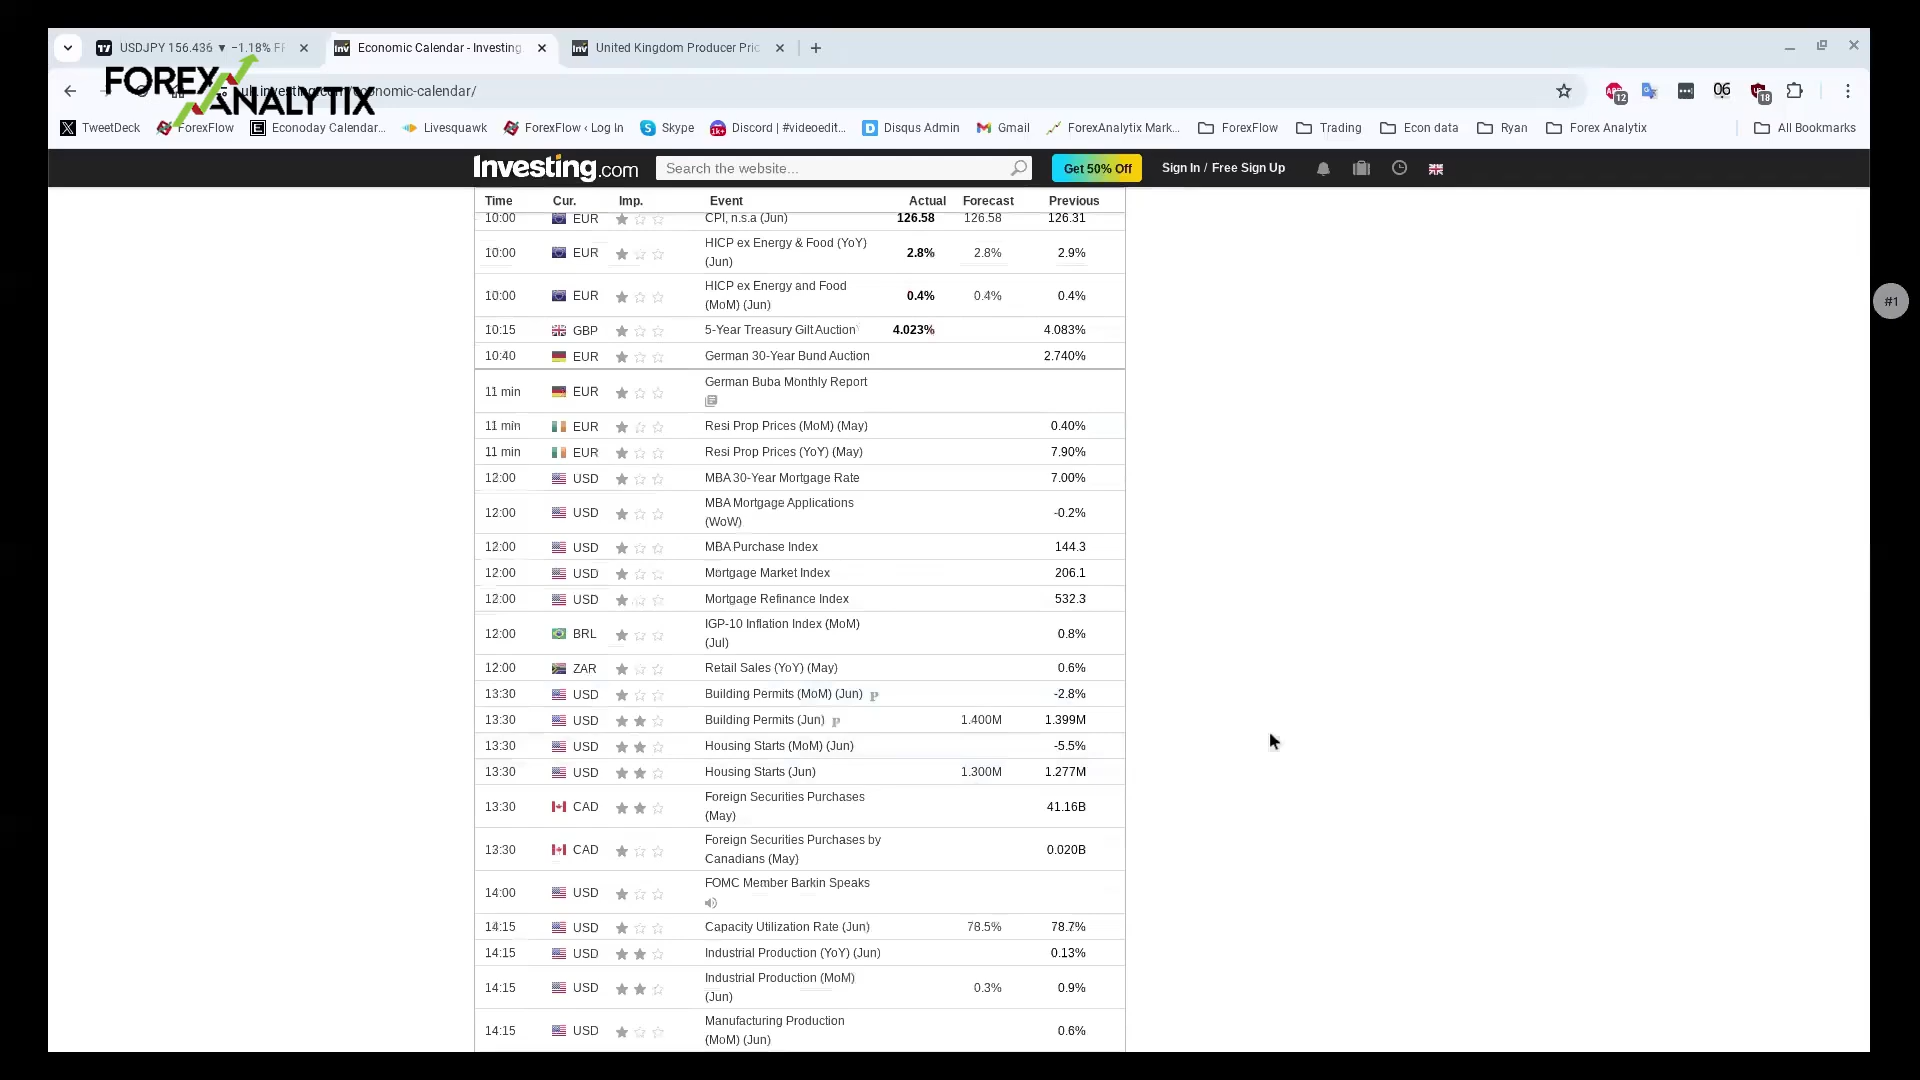 USDJPY 156.436 ▼ −1.18% Fr
Economic Calendar - Investing
United Kingdom Producer Pric
FOREX
ANALYTIX
uk.investing.com/economic-calendar/
12
06
18
TweetDeck ForexFlow Econoday Calendar... Livesquawk ForexFlow ‹ Log In Skype Discord | #videoedit... Disqus Admin Gmail ForexAnalytix Mark... ForexFlow Trading Econ data Ryan Forex Analytix All Bookmarks
Investing.com Search the website... Get 50% Off Sign In / Free Sign Up
#1
Time Cur. Imp. Event Actual Forecast Previous
10:00 EUR CPI, n.s.a (Jun) 126.58 126.58 126.31
10:00 EUR HICP ex Energy & Food (YoY) 2.8% 2.8% 2.9%
(Jun)
10:00 EUR HICP ex Energy and Food 0.4% 0.4% 0.4%
(MoM) (Jun)
10:15 GBP 5-Year Treasury Gilt Auction 4.023% 4.083%
10:40 EUR German 30-Year Bund Auction 2.740%
11 min EUR German Buba Monthly Report
11 min EUR Resi Prop Prices (MoM) (May) 0.40%
11 min EUR Resi Prop Prices (YoY) (May) 7.90%
12:00 USD MBA 30-Year Mortgage Rate 7.00%
12:00 USD MBA Mortgage Applications -0.2%
(WoW)
12:00 USD MBA Purchase Index 144.3
12:00 USD Mortgage Market Index 206.1
12:00 USD Mortgage Refinance Index 532.3
12:00 BRL IGP-10 Inflation Index (MoM) 0.8%
(Jul)
12:00 ZAR Retail Sales (YoY) (May) 0.6%
13:30 USD Building Permits (MoM) (Jun) P -2.8%
13:30 USD Building Permits (Jun) P 1.400M 1.399M
13:30 USD Housing Starts (MoM) (Jun) -5.5%
13:30 USD Housing Starts (Jun) 1.300M 1.277M
13:30 CAD Foreign Securities Purchases 41.16B
(May)
13:30 CAD Foreign Securities Purchases by 0.020B
Canadians (May)
14:00 USD FOMC Member Barkin Speaks
14:15 USD Capacity Utilization Rate (Jun) 78.5% 78.7%
14:15 USD Industrial Production (YoY) (Jun) 0.13%
14:15 USD Industrial Production (MoM) 0.3% 0.9%
(Jun)
14:15 USD Manufacturing Production 0.6%
(MoM) (Jun)